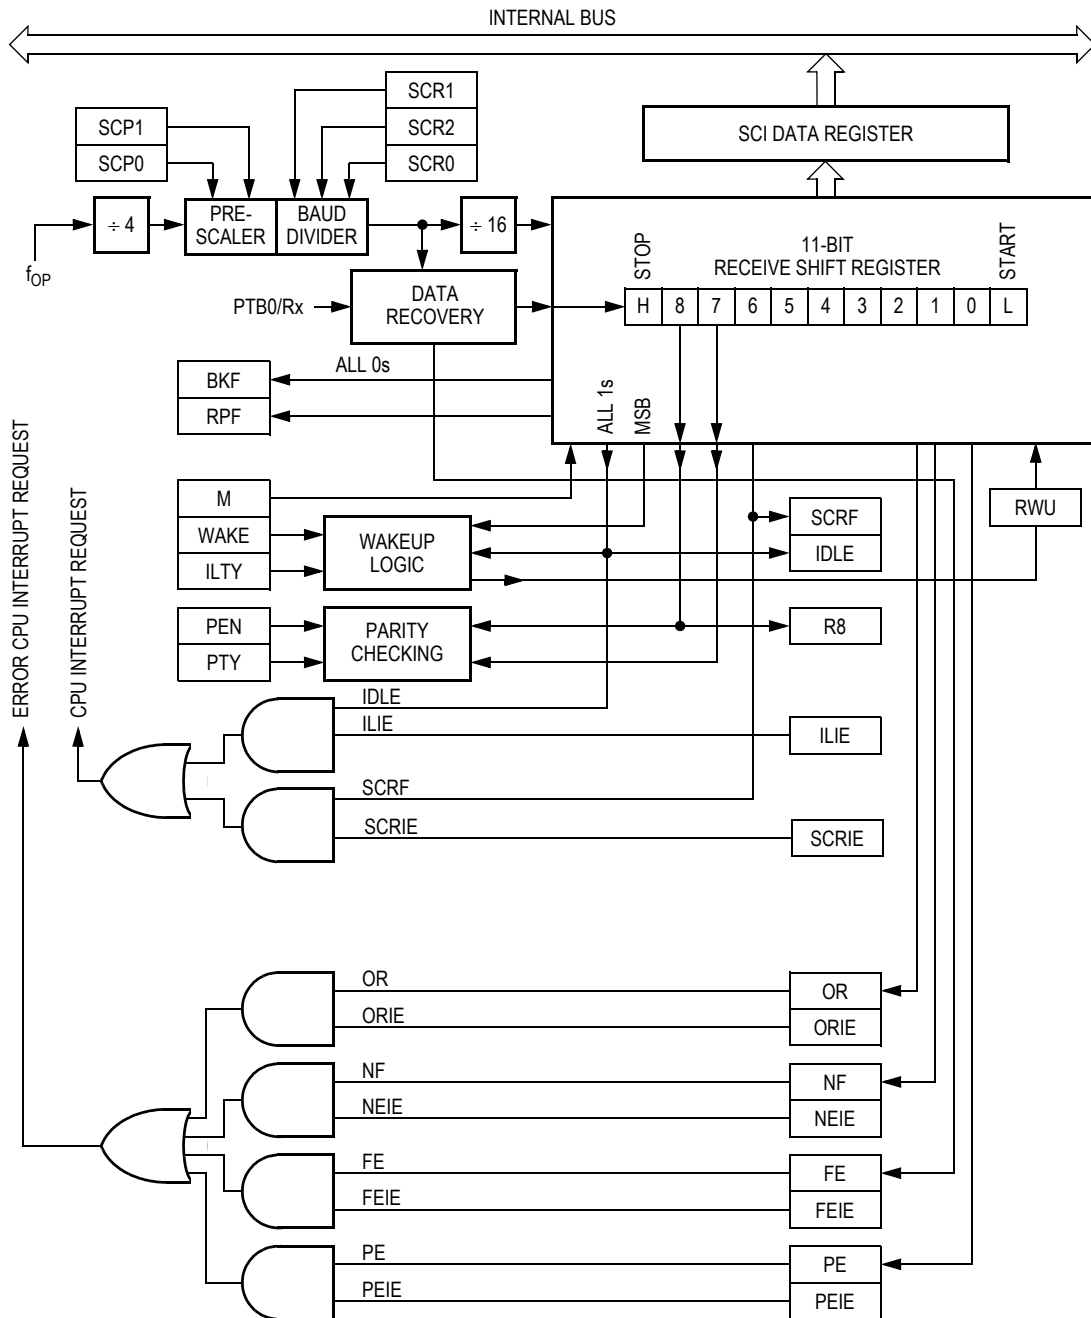 INTERNAL BUS
SCR1
SCR2
SCR0
SCP1
SCP0
SCI DATA REGISTER
÷ 4
PRE-
SCALER
BAUD
DIVIDER
÷ 16
fOP
STOP
11-BIT
RECEIVE SHIFT REGISTER
START
PTB0/Rx
DATA
RECOVERY
H 8 7 6 5 4 3 2 1 0 L
ALL 0s
BKF
RPF
ALL 1s
MSB
M
WAKE
ILTY
WAKEUP
LOGIC
SCRF
IDLE
RWU
PEN
PTY
PARITY
CHECKING
R8
ERROR CPU INTERRUPT REQUEST
CPU INTERRUPT REQUEST
IDLE
ILIE
ILIE
SCRF
SCRIE
SCRIE
OR
ORIE
OR
ORIE
NF
NEIE
NF
NEIE
FE
FEIE
FE
FEIE
PE
PEIE
PE
PEIE